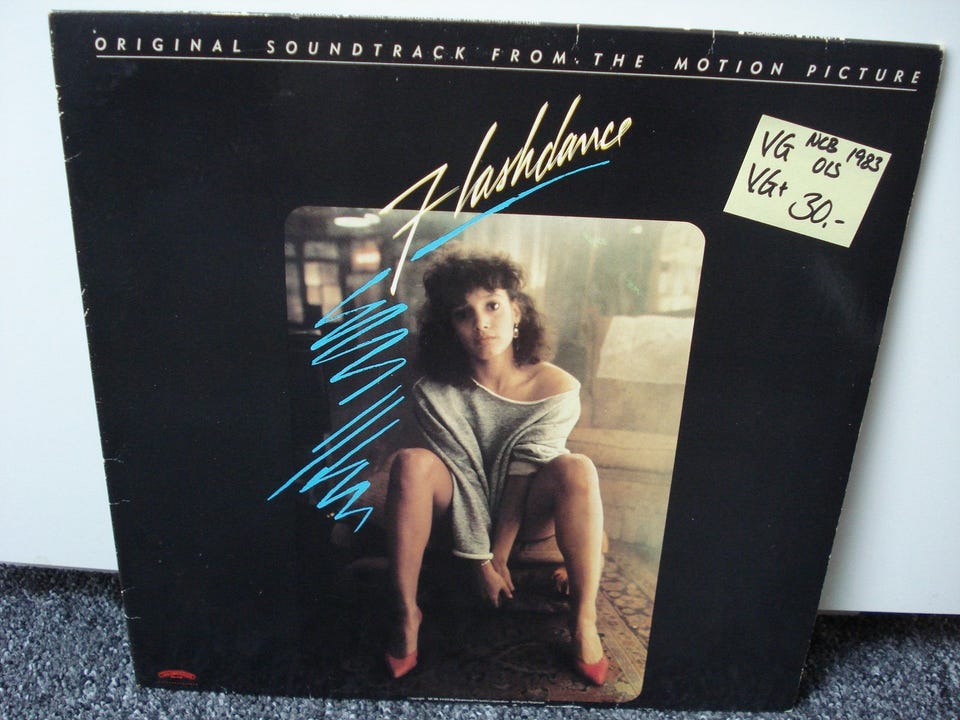 ORIGINAL SOUNDTRACK FROM THE MOTION PICTURE
Flashdance
VG NCB 1983
OIS
VG+ 30,-